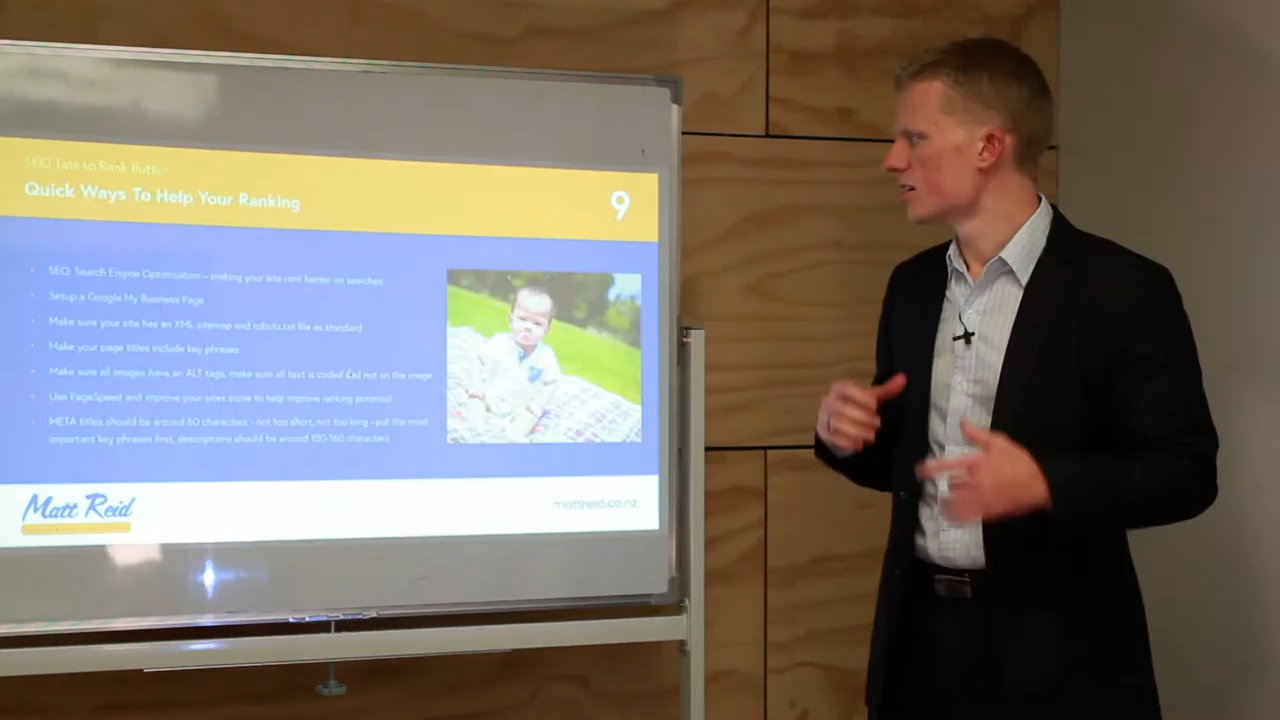 SEO Tips to Rank Better
Quick Ways To Help Your Ranking
9
SEO: Search Engine Optimisation – making your site rank better on searches
Setup a Google My Business Page
Make sure your site has an XML sitemap and robots.txt file as standard
Make your page titles include key phrases
Make sure all images have an ALT tags, make sure all text is coded and not on the image
Use PageSpeed and improve your sites score to help improve ranking potential
META titles should be around 60 characters - not too short, not too long - put the most
important key phrases first, descriptions should be around 150-160 characters
Matt Reid
mattreid.co.nz